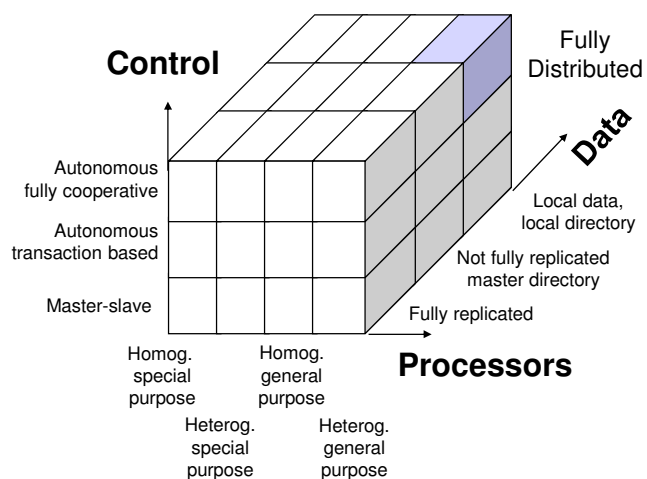 Control
Fully
Distributed
Data
Autonomous
fully cooperative
Autonomous
transaction based
Master-slave
Local data,
local directory
Not fully replicated
master directory
Fully replicated
Processors
Homog.
special
purpose
Homog.
general
purpose
Heterog.
special
purpose
Heterog.
general
purpose